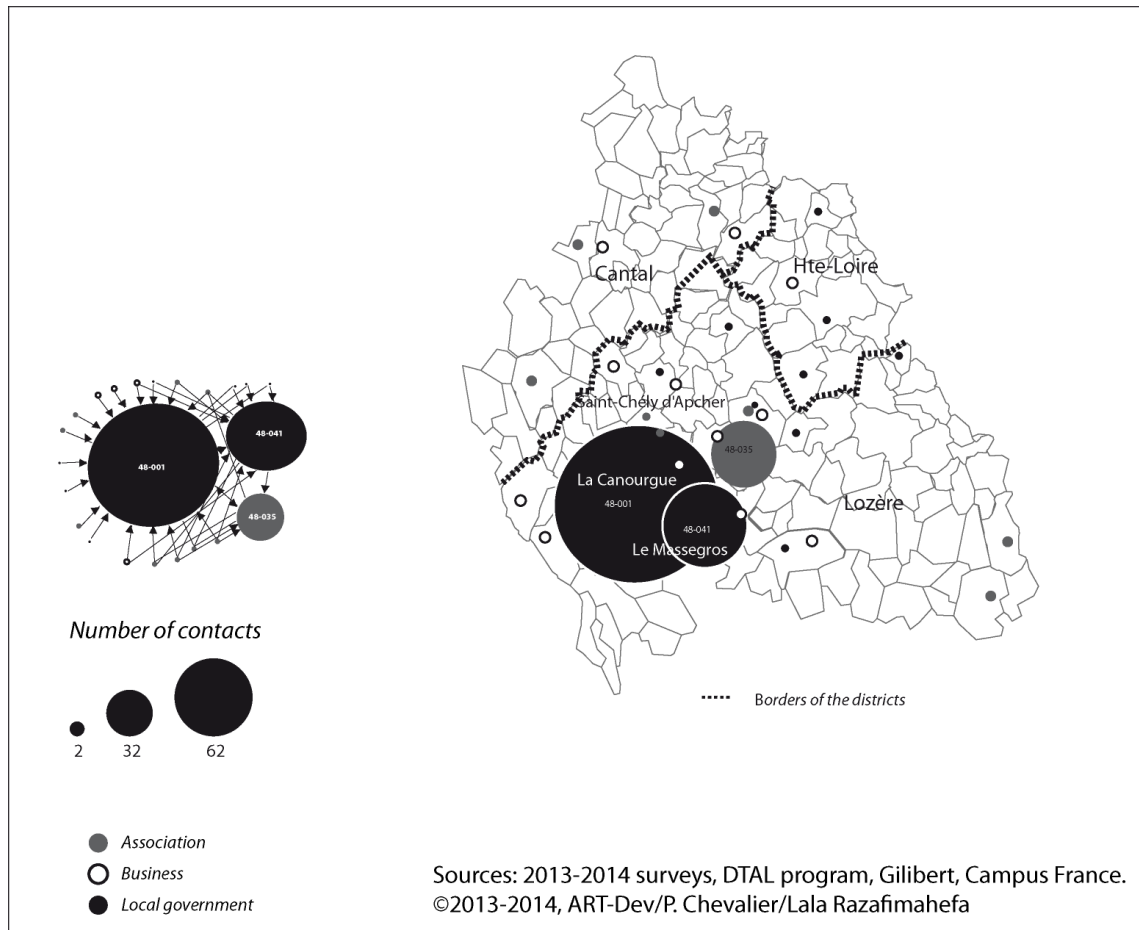 Cantal
Hte-Loire
Saint-Chély d'Apcher
48-041
48-001
48-035
48-035
La Canourgue
48-001
Lozère
48-041
Le Massegros
Number of contacts
2 32 62
Borders of the districts
Association
Business
Local government
Sources: 2013-2014 surveys, DTAL program, Gilibert, Campus France.
©2013-2014, ART-Dev/P. Chevalier/Lala Razafimahefa